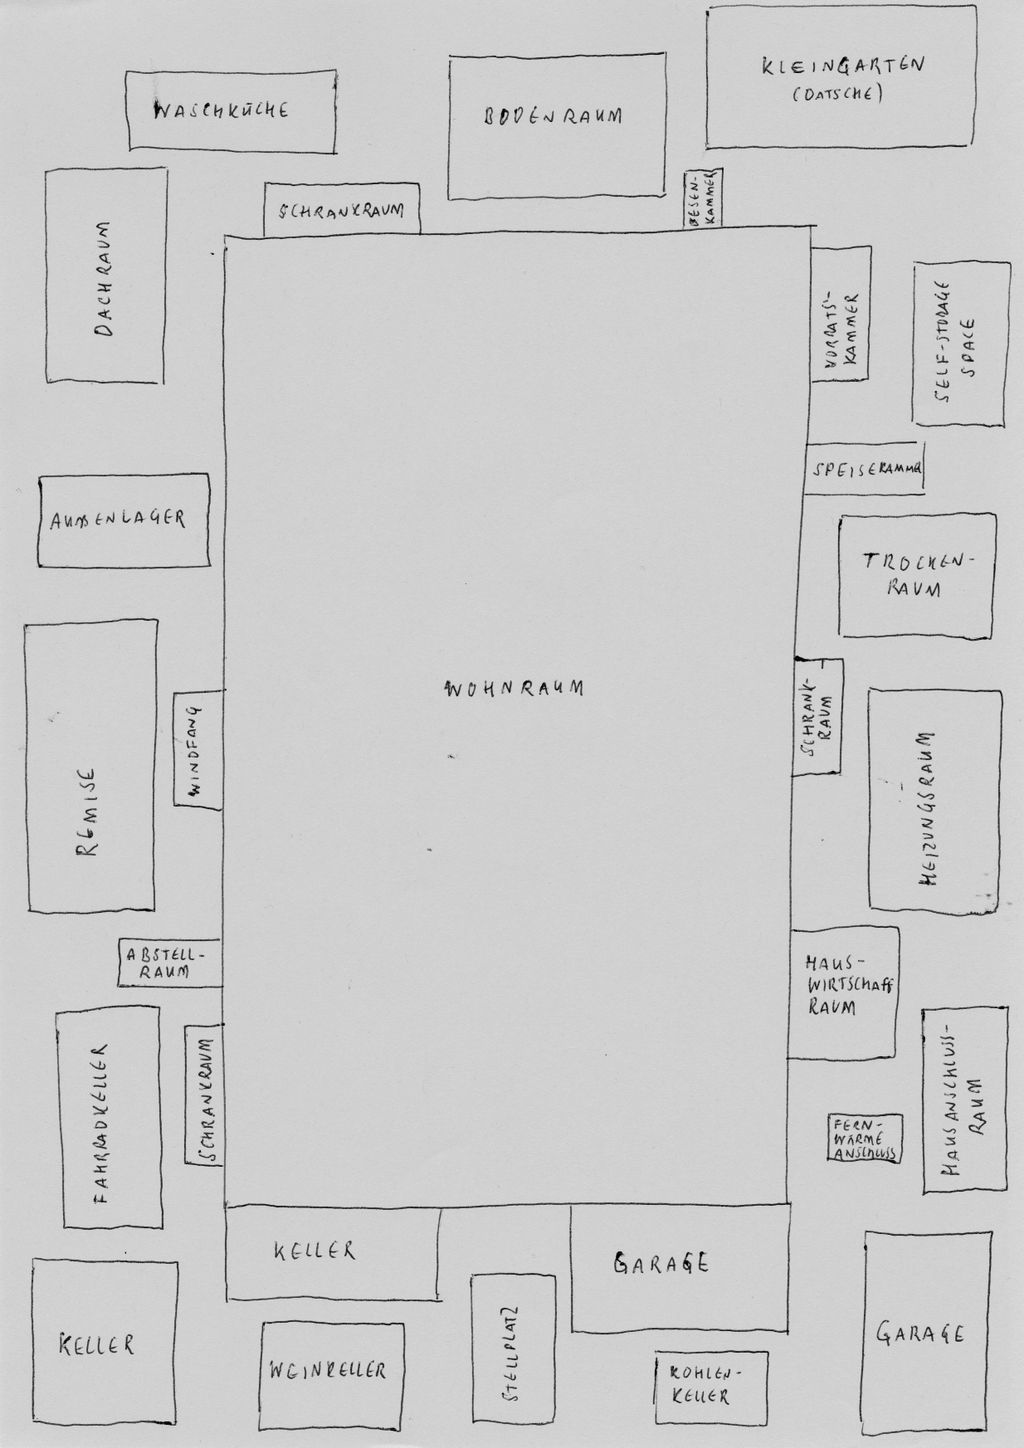 KLEINGARTEN
(DATSCHE)
WASCHKÜCHE
BODENRAUM
BESEN-
KAMMER
SCHRANKRAUM
DACHRAUM
VORRATS-
KAMMER
SELF-STORAGE
SPACE
SPEISEKAMMER
AUßENLAGER
TROCKEN-
RAUM
WOHNRAUM
WINDFANG
SCHRANK-
RAUM
REMISE
HEIZUNGSRAUM
ABSTELL-
RAUM
HAUS-
WIRTSCHAFT
RAUM
FAHRRADKELLER
SCHRANKRAUM
HAUSANSCHLUSS-
RAUM
FERN-
WÄRME
ANSCHLUSS
KELLER
GARAGE
KELLER
WEINKELLER
STELLPLATZ
KOHLEN-
KELLER
GARAGE